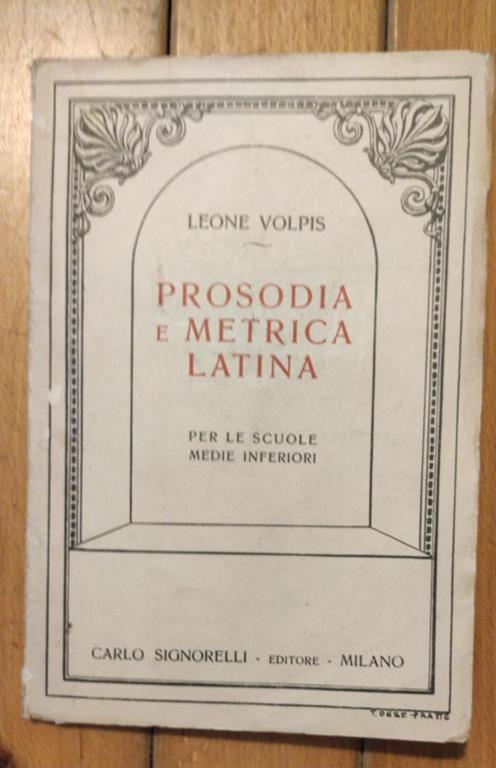 LEONE VOLPIS
PROSODIA
E METRICA
LATINA
PER LE SCUOLE
MEDIE INFERIORI
CARLO SIGNORELLI - EDITORE - MILANO